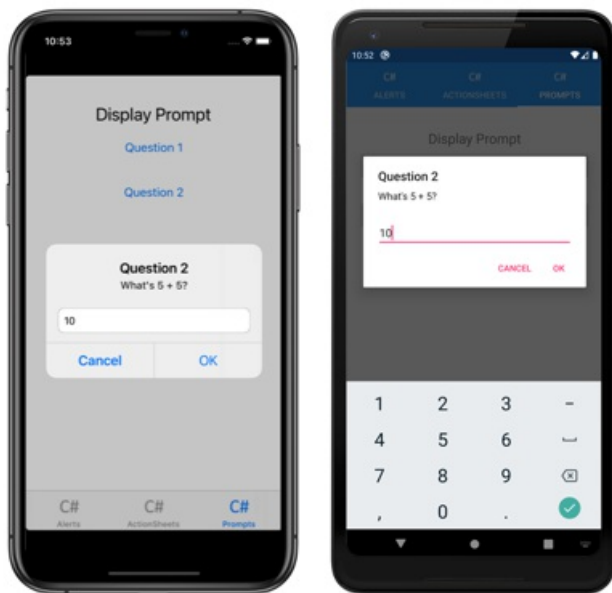 10:53
Display Prompt
Question 1
Question 2
Question 2
What's 5 + 5?
10
Cancel OK
C# C# C#
Alerts ActionSheets Prompts
10:52
C# C# C#
ALERTS ACTIONSHEETS PROMPTS
Display Prompt
Question 2
What's 5 + 5?
10
CANCEL OK
1 2 3 -
4 5 6
7 8 9
, 0 .